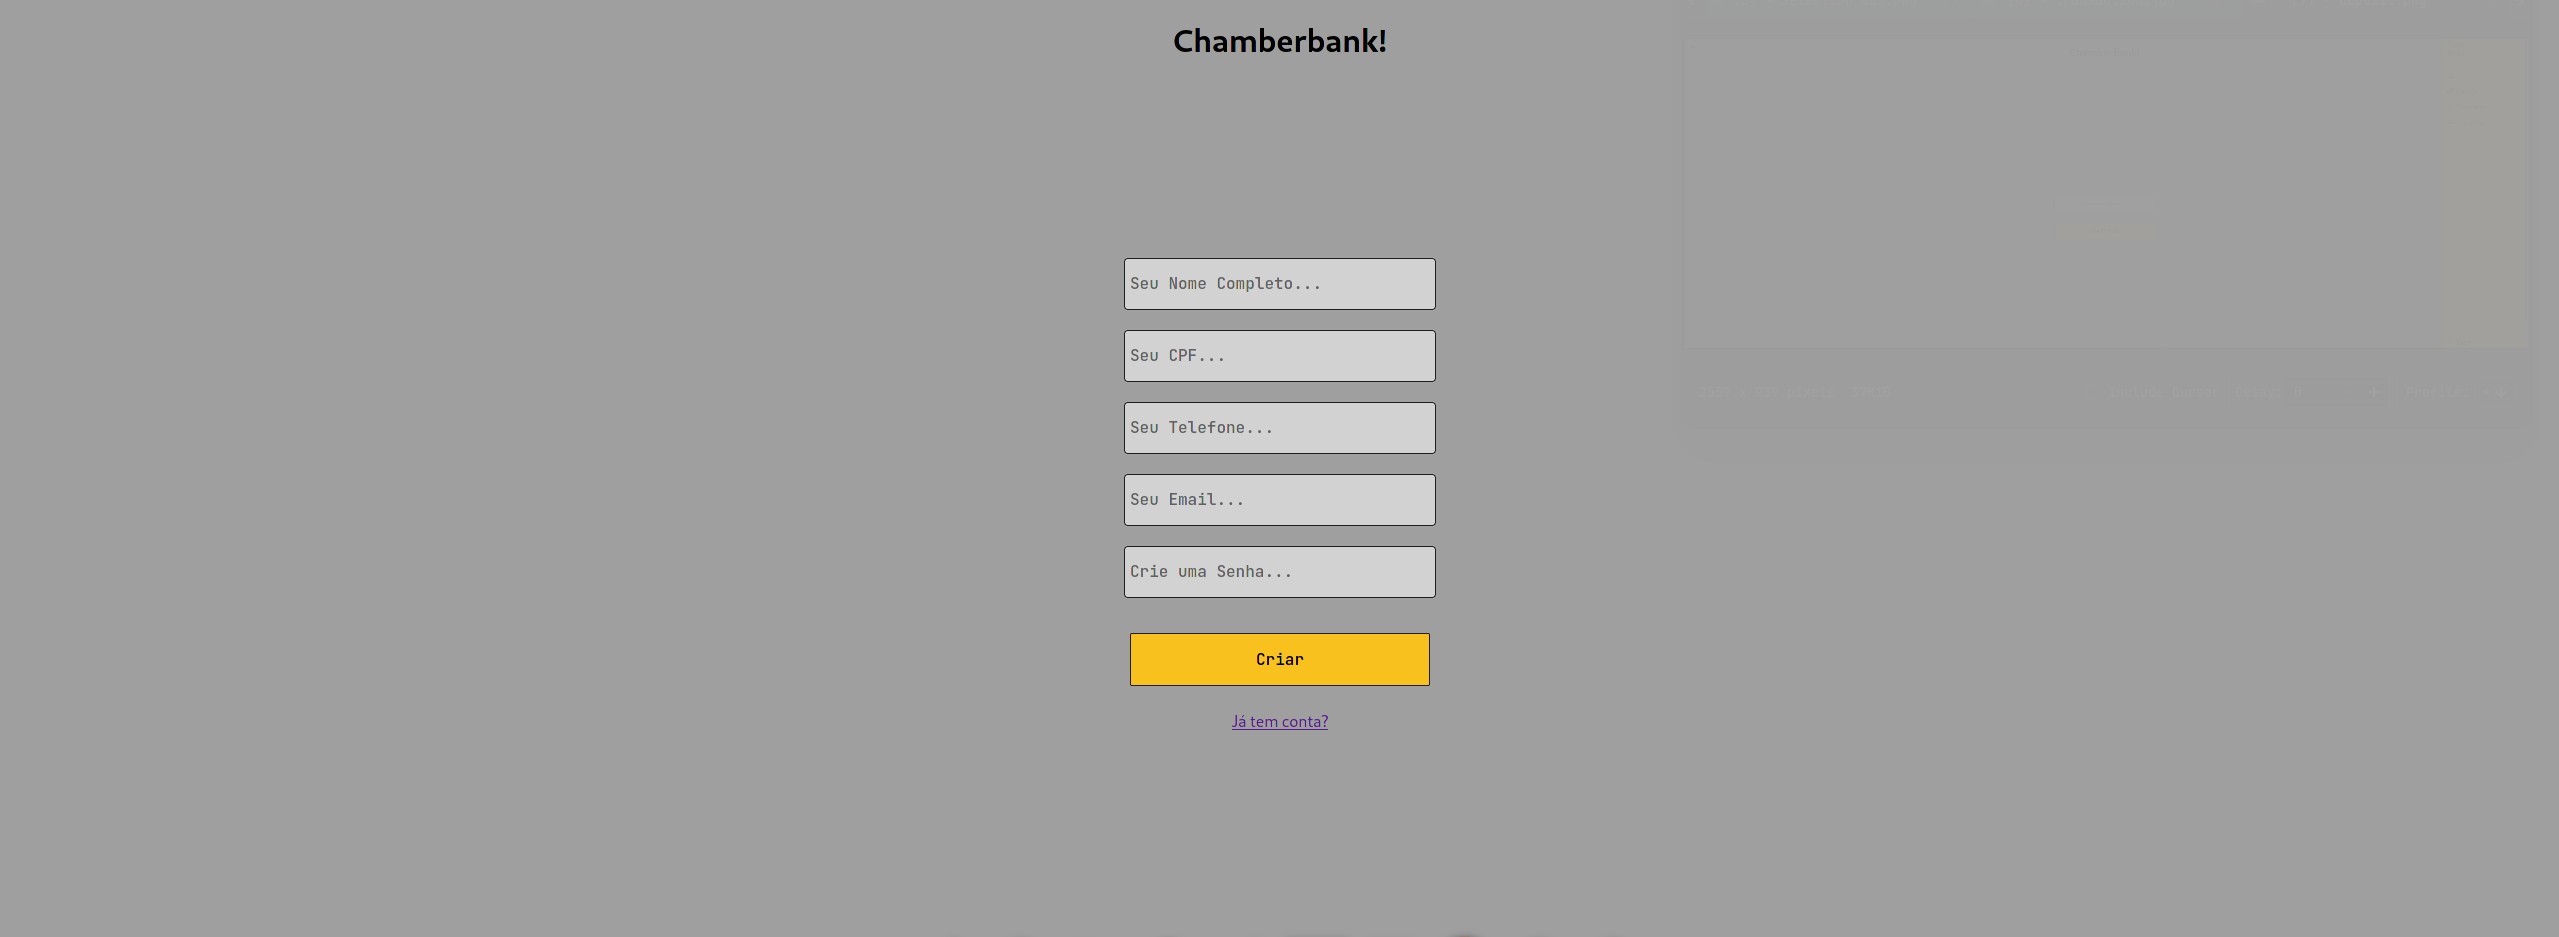 Chamberbank!
Seu Nome Completo...
Seu CPF...
Seu Telefone...
Seu Email...
Crie uma Senha...
Criar
Já tem conta?